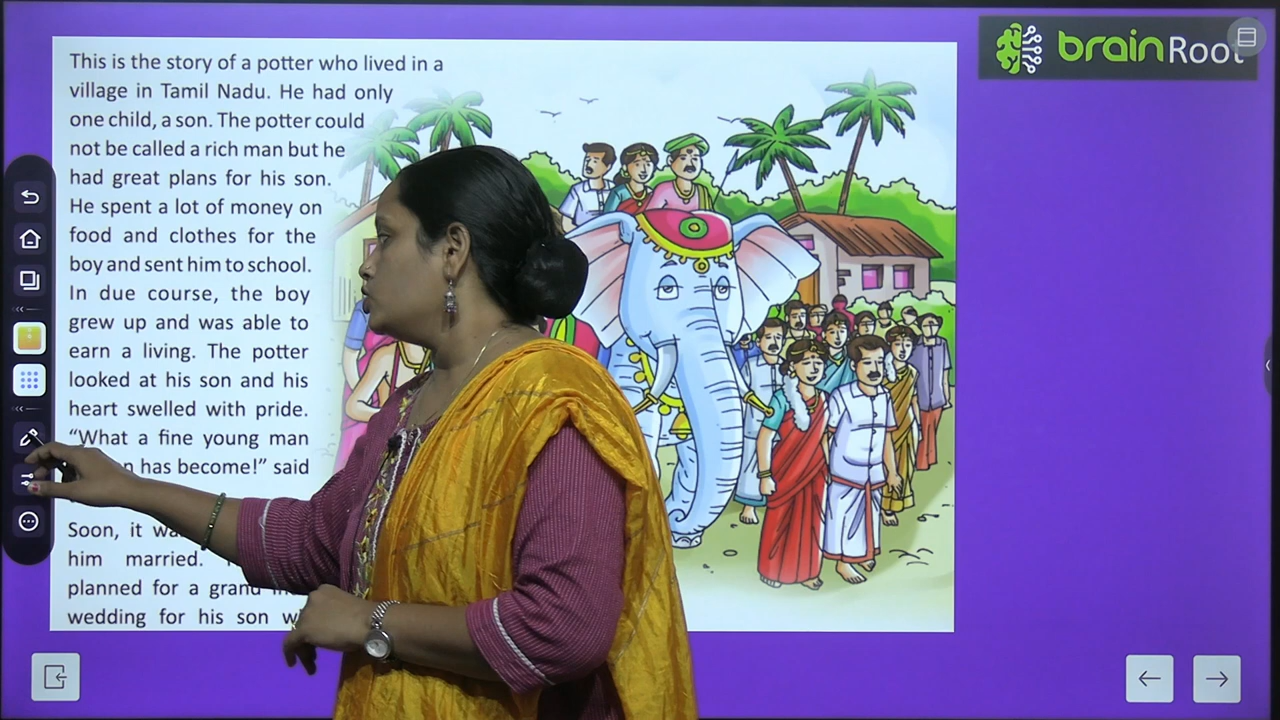 This is the story of a potter who lived in a
village in Tamil Nadu. He had only
one child, a son. The potter could
not be called a rich man but he
had great plans for his son.
He spent a lot of money on
food and clothes for the
boy and sent him to school.
In due course, the boy
grew up and was able to
earn a living. The potter
looked at his son and his
heart swelled with pride.
“What a fine young man
has become!” said
Soon, it
him married.
planned for a
wedding for his son
brainRoot